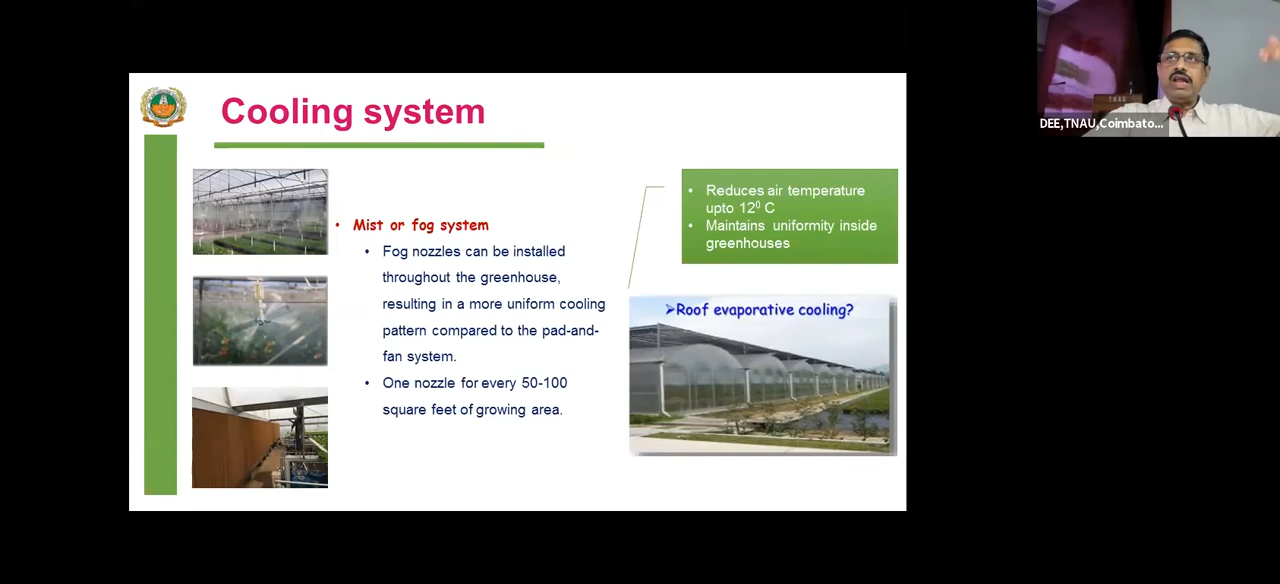 Cooling system
• Mist or fog system
• Fog nozzles can be installed
throughout the greenhouse,
resulting in a more uniform cooling
pattern compared to the pad-and-
fan system.
• One nozzle for every 50-100
square feet of growing area.
• Reduces air temperature
upto 12⁰ C
• Maintains uniformity inside
greenhouses
➢Roof evaporative cooling?
TNAU
DEE,TNAU,Coimbato...